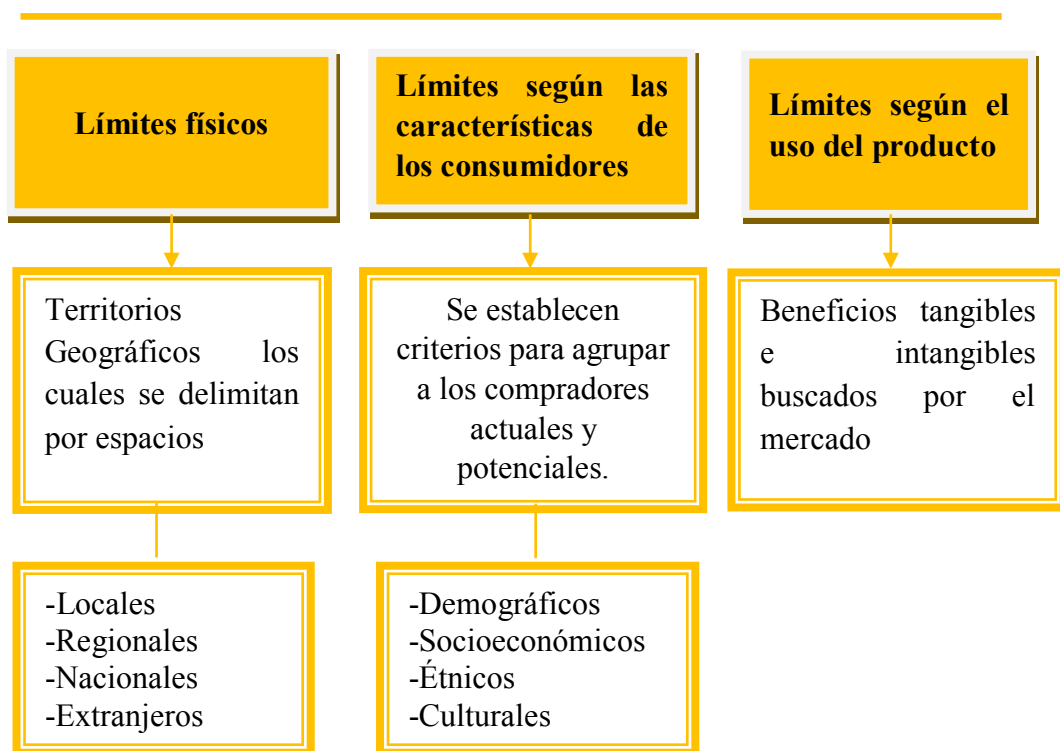 Límites físicos
Límites según las
características de
los consumidores
Límites según el
uso del producto
Territorios
Geográficos los
cuales se delimitan
por espacios
Se establecen
criterios para agrupar
a los compradores
actuales y
potenciales.
Beneficios tangibles
e intangibles
buscados por el
mercado
-Locales
-Regionales
-Nacionales
-Extranjeros
-Demográficos
-Socioeconómicos
-Étnicos
-Culturales